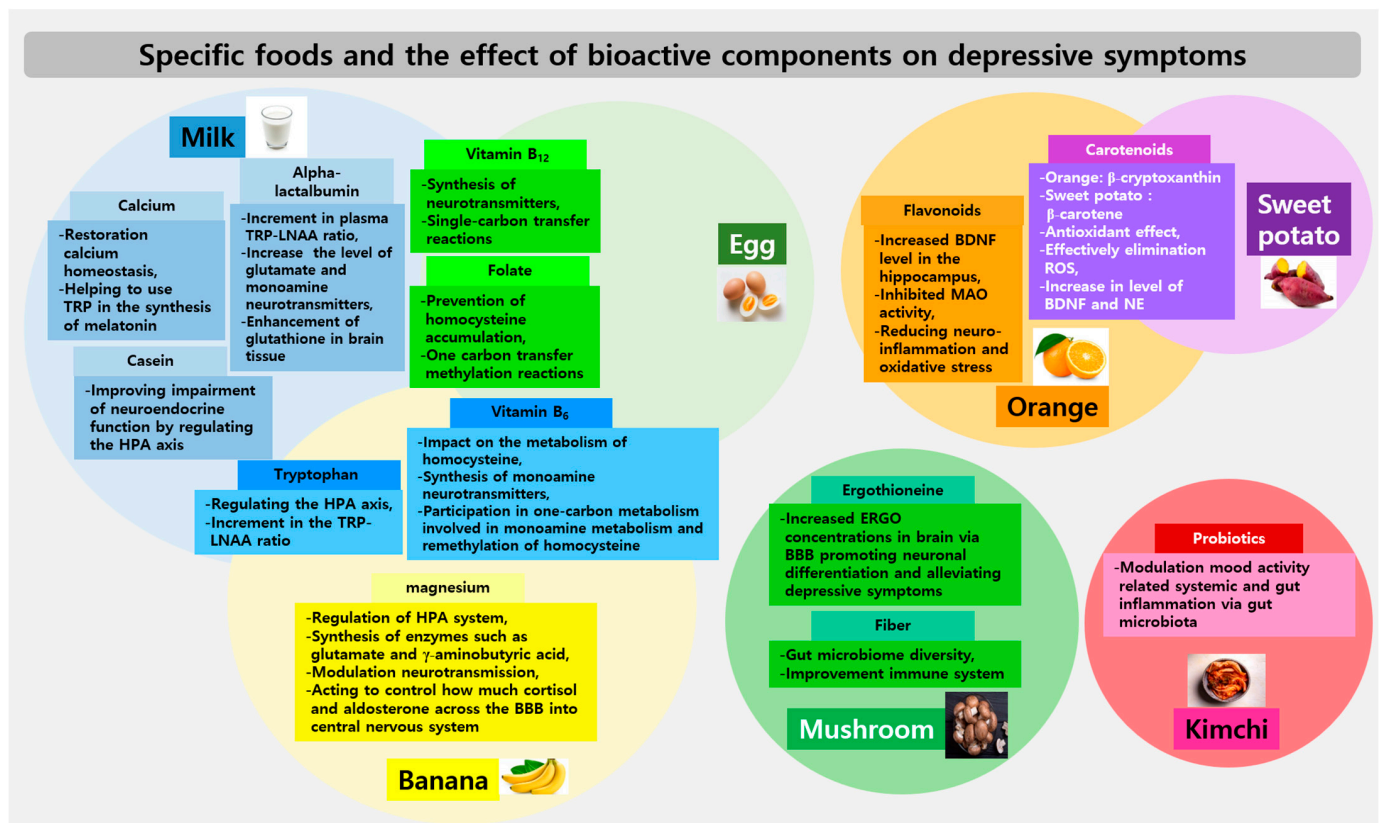 Specific foods and the effect of bioactive components on depressive symptoms
Milk
Calcium
-Restoration
calcium
homeostasis,
-Helping to use
TRP in the synthesis
of melatonin
Alpha-
lactalbumin
-Increment in plasma
TRP-LNAA ratio,
-Increase the level of
glutamate and
monoamine
neurotransmitters,
-Enhancement of
glutathione in brain
tissue
Casein
-Improving impairment
of neuroendocrine
function by regulating
the HPA axis
Vitamin B₁₂
-Synthesis of
neurotransmitters,
-Single-carbon transfer
reactions
Folate
-Prevention of
homocysteine
accumulation,
-One carbon transfer
methylation reactions
Egg
Tryptophan
-Regulating the HPA axis,
-Increment in the TRP-
LNAA ratio
Vitamin B₆
-Impact on the metabolism of
homocysteine,
-Synthesis of monoamine
neurotransmitters,
-Participation in one-carbon metabolism
involved in monoamine metabolism and
remethylation of homocysteine
magnesium
-Regulation of HPA system,
-Synthesis of enzymes such as
glutamate and γ-aminobutyric acid,
-Modulation neurotransmission,
-Acting to control how much cortisol
and aldosterone across the BBB into
central nervous system
Banana
Flavonoids
-Increased BDNF
level in the
hippocampus,
-Inhibited MAO
activity,
-Reducing neuro-
inflammation and
oxidative stress
Carotenoids
-Orange: β-cryptoxanthin
-Sweet potato :
β-carotene
-Antioxidant effect,
-Effectively elimination
ROS,
-Increase in level of
BDNF and NE
Sweet
potato
Orange
Ergothioneine
-Increased ERGO
concentrations in brain via
BBB promoting neuronal
differentiation and alleviating
depressive symptoms
Fiber
-Gut microbiome diversity,
-Improvement immune system
Mushroom
Probiotics
-Modulation mood activity
related systemic and gut
inflammation via gut
microbiota
Kimchi